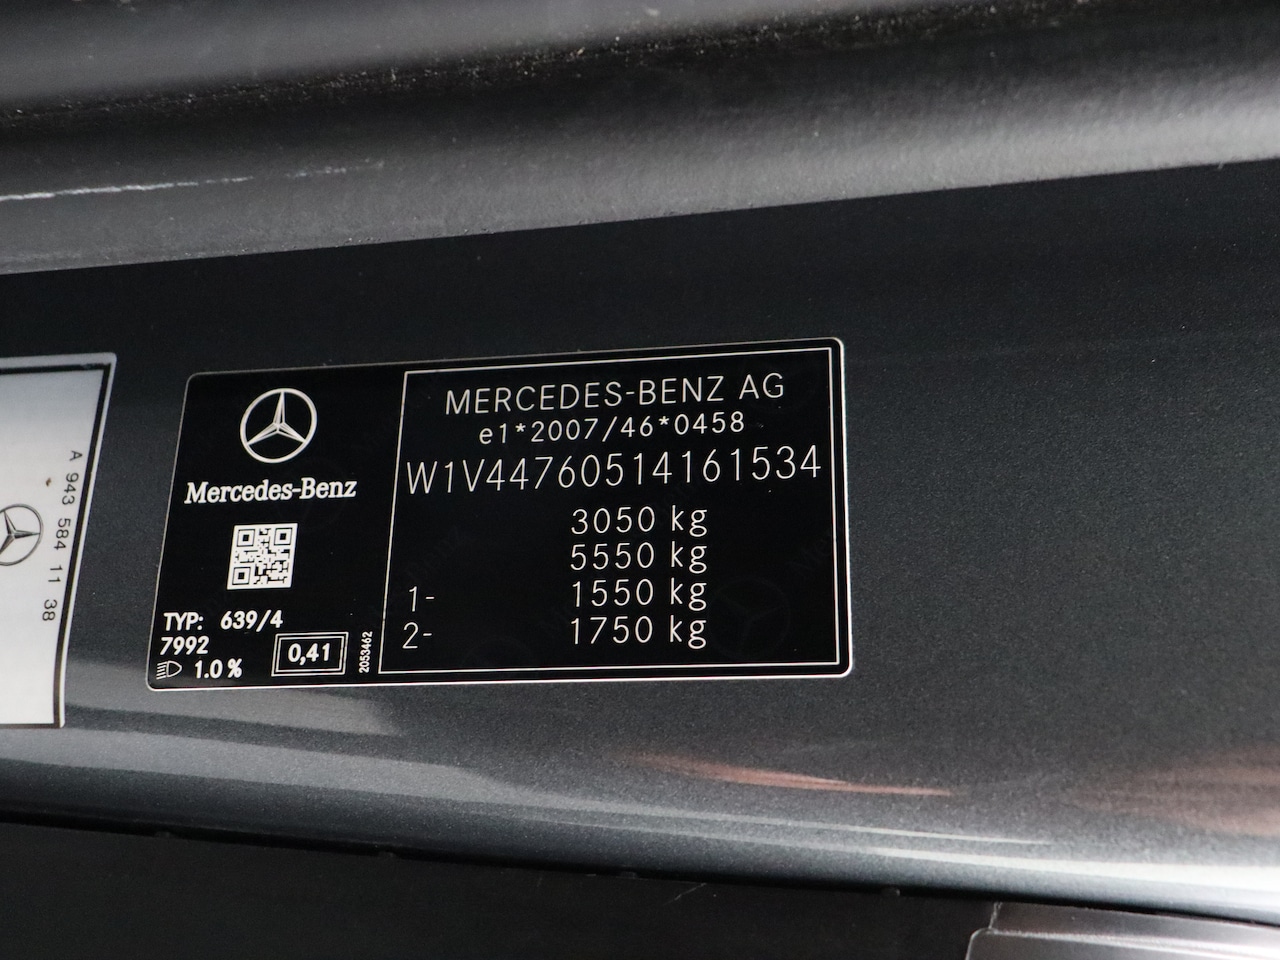 A 943 584 11 38
Mercedes-Benz
TYP: 639/4
7992
1.0 %
0,41
2053462
MERCEDES-BENZ AG
e1*2007/46*0458
W1V44760514161534
3050 kg
5550 kg
1- 1550 kg
2- 1750 kg